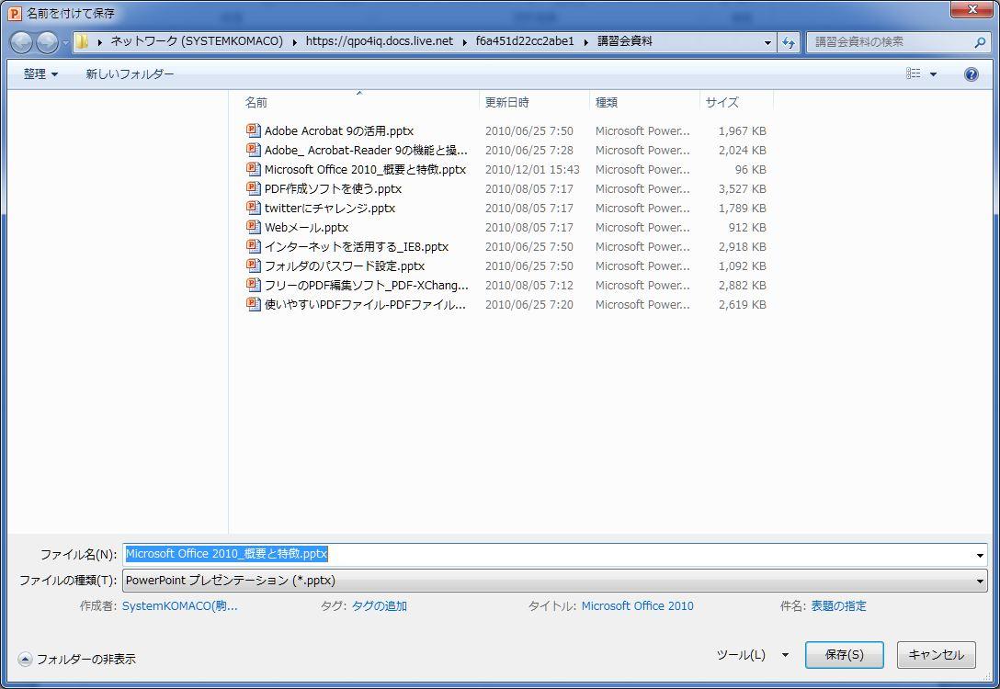 名前を付けて保存
ネットワーク (SYSTEMKOMACO) https://qpo4iq.docs.live.net f6a451d22cc2abe1 講習会資料 講習会資料の検索
整理 新しいフォルダー
名前 更新日時 種類 サイズ
Adobe Acrobat 9の活用.pptx 2010/06/25 7:50 Microsoft Power... 1,967 KB
Adobe_ Acrobat-Reader 9の機能と操... 2010/06/25 7:28 Microsoft Power... 2,024 KB
Microsoft Office 2010_概要と特徴.pptx 2010/12/01 15:43 Microsoft Power... 96 KB
PDF作成ソフトを使う.pptx 2010/08/05 7:17 Microsoft Power... 3,527 KB
twitterにチャレンジ.pptx 2010/08/05 7:17 Microsoft Power... 1,789 KB
Webメール.pptx 2010/08/05 7:17 Microsoft Power... 912 KB
インターネットを活用する_IE8.pptx 2010/06/25 7:50 Microsoft Power... 2,918 KB
フォルダのパスワード設定.pptx 2010/06/25 7:50 Microsoft Power... 1,092 KB
フリーのPDF編集ソフト_PDF-XChang... 2010/08/05 7:12 Microsoft Power... 2,882 KB
使いやすいPDFファイル-PDFファイル... 2010/06/25 7:20 Microsoft Power... 2,619 KB
ファイル名(N): Microsoft Office 2010_概要と特徴.pptx
ファイルの種類(T): PowerPoint プレゼンテーション (*.pptx)
作成者: SystemKOMACO(駒... タグ: タグの追加 タイトル: Microsoft Office 2010 件名: 表題の指定
フォルダーの非表示 ツール(L) 保存(S) キャンセル